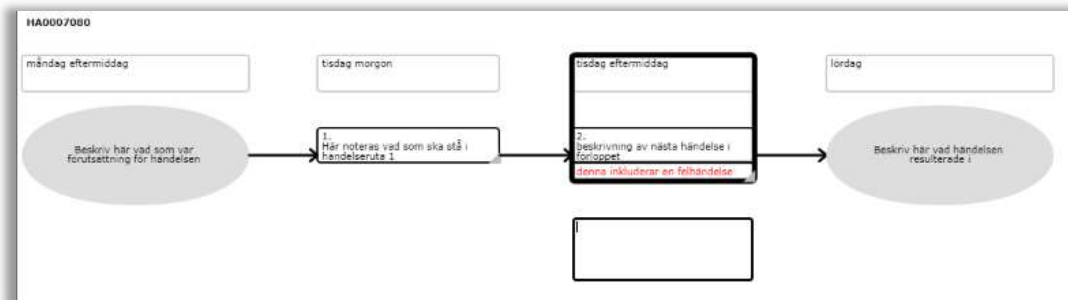 HA0007080
måndag eftermiddag
tisdag morgon
tisdag eftermiddag
lördag
Beskriv här vad som var
förutsättning för händelsen
1.
Här noteras vad som ska stå i
händelseruta 1
2.
beskrivning av nästa händelse i
förloppet
denna inkluderar en felhändelse
Beskriv här vad händelsen
resulterade i